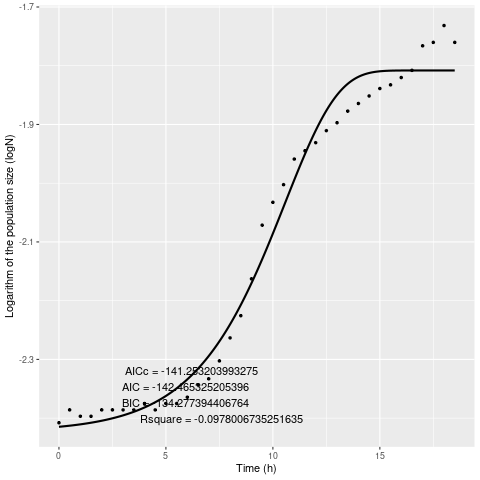 -1.7
-1.9
-2.1
-2.3
Logarithm of the population size (logN)
AICc = -141.253203993275
AIC = -142.465325205396
BIC = -134.277394406764
Rsquare = -0.0978006735251635
0 5 10 15
Time (h)